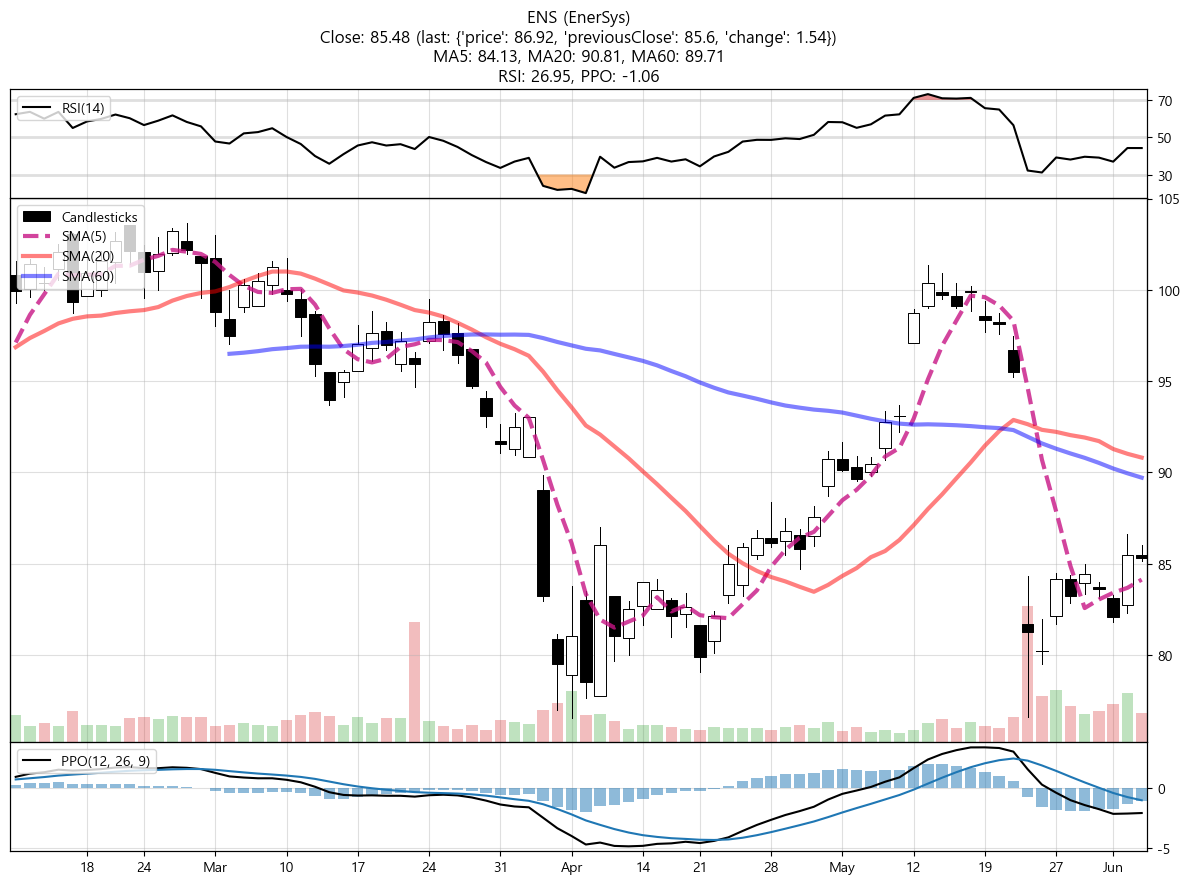 ENS (EnerSys)
Close: 85.48 (last: {'price': 86.92, 'previousClose': 85.6, 'change': 1.54})
MA5: 84.13, MA20: 90.81, MA60: 89.71
RSI: 26.95, PPO: -1.06
RSI(14)
70
50
30
105
Candlesticks
SMA(5)
SMA(20)
SMA(60)
100
95
90
85
80
PPO(12, 26, 9)
0
-5
18 24 Mar 10 17 24 31 Apr 14 21 28 May 12 19 27 Jun